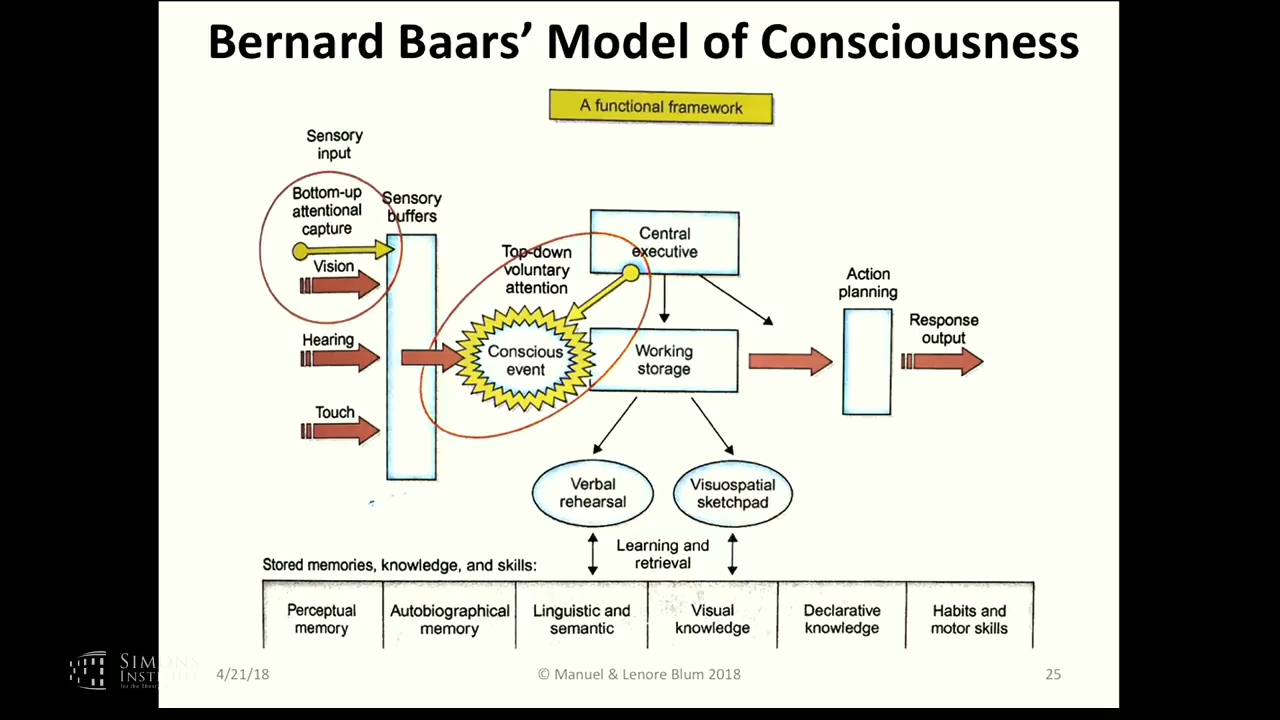 Bernard Baars’ Model of Consciousness
A functional framework
Sensory
input
Bottom-up
attentional
capture
Sensory
buffers
Vision
Hearing
Touch
Top-down
voluntary
attention
Central
executive
Conscious
event
Working
storage
Action
planning
Response
output
Verbal
rehearsal
Visuospatial
sketchpad
Learning and
retrieval
Stored memories, knowledge, and skills:
Perceptual
memory
Autobiographical
memory
Linguistic and
semantic
Visual
knowledge
Declarative
knowledge
Habits and
motor skills
SIMONS
4/21/18
© Manuel & Lenore Blum 2018
25